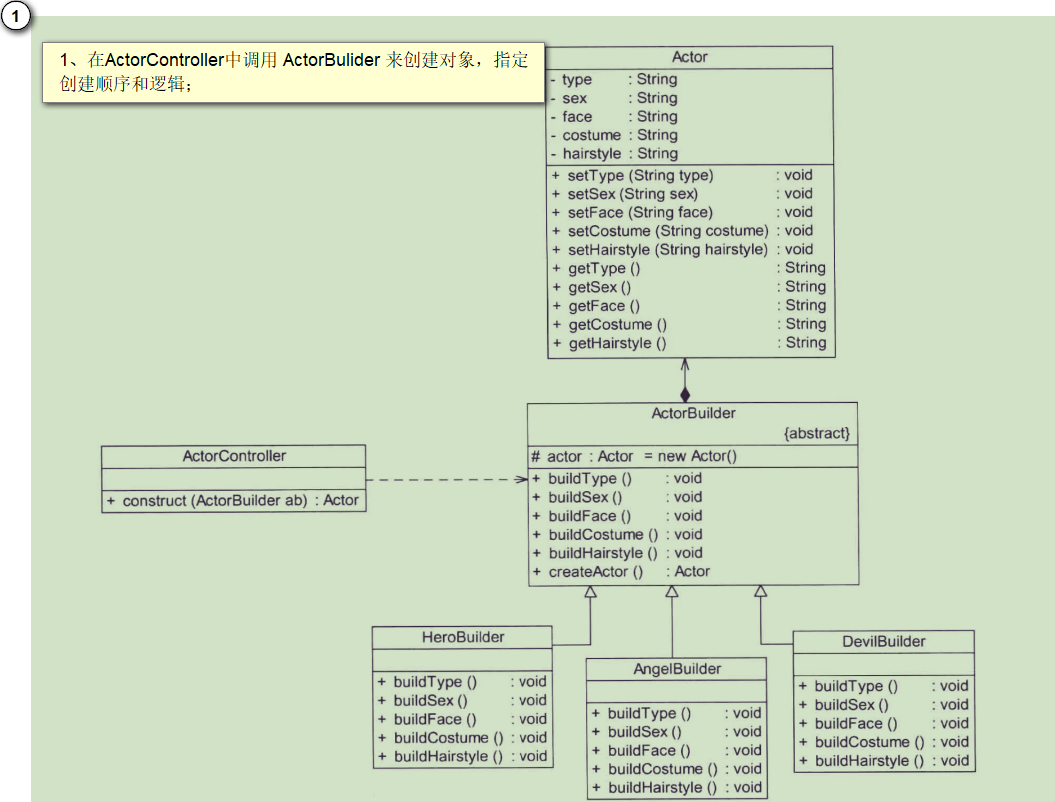 1
1、在ActorController中调用 ActorBulider 来创建对象，指定
创建顺序和逻辑；
Actor
- type : String
- sex : String
- face : String
- costume : String
- hairstyle : String
+ setType (String type) : void
+ setSex (String sex) : void
+ setFace (String face) : void
+ setCostume (String costume) : void
+ setHairstyle (String hairstyle) : void
+ getType () : String
+ getSex () : String
+ getFace () : String
+ getCostume () : String
+ getHairstyle () : String
ActorBuilder
{abstract}
# actor : Actor = new Actor()
+ buildType () : void
+ buildSex () : void
+ buildFace () : void
+ buildCostume () : void
+ buildHairstyle () : void
+ createActor () : Actor
ActorController
+ construct (ActorBuilder ab) : Actor
HeroBuilder
+ buildType () : void
+ buildSex () : void
+ buildFace () : void
+ buildCostume () : void
+ buildHairstyle () : void
AngelBuilder
+ buildType () : void
+ buildSex () : void
+ buildFace () : void
+ buildCostume () : void
+ buildHairstyle () : void
DevilBuilder
+ buildType () : void
+ buildSex () : void
+ buildFace () : void
+ buildCostume () : void
+ buildHairstyle () : void